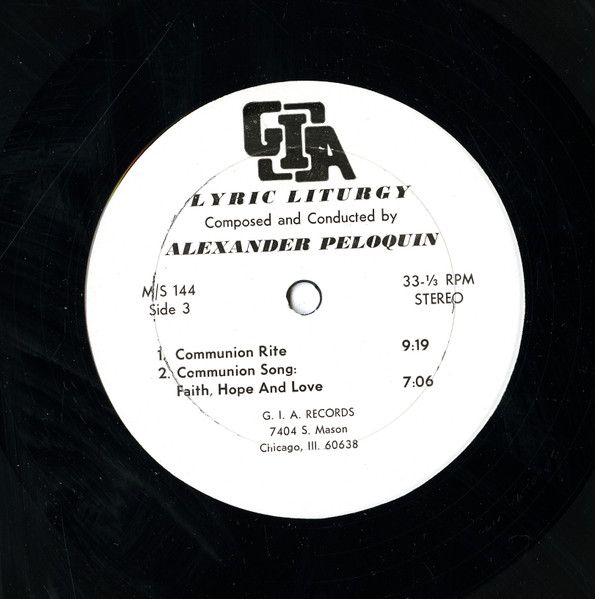 GIA
LYRIC LITURGY
Composed and Conducted by
ALEXANDER PELOQUIN
M/S 144
Side 3
33-⅓ RPM
STEREO
1. Communion Rite 9:19
2. Communion Song:
Faith, Hope And Love 7:06
G. I. A. RECORDS
7404 S. Mason
Chicago, Ill. 60638